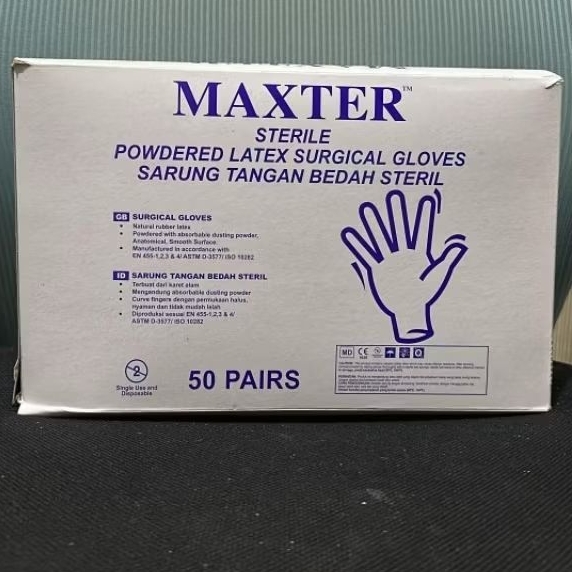 MAXTER™
STERILE
POWDERED LATEX SURGICAL GLOVES
SARUNG TANGAN BEDAH STERIL
GB SURGICAL GLOVES
• Natural rubber latex
• Powdered with absorbable dusting powder,
Anatomical, Smooth Surface.
• Manufactured in accordance with
EN 455-1,2,3 & 4/ ASTM D-3577/ ISO 10282
ID SARUNG TANGAN BEDAH STERIL
• Terbuat dari karet alam
• Mengandung absorbable dusting powder
• Curve fingers dengan permukaan halus,
nyaman dan tidak mudah lelah
• Diproduksi sesuai EN 455-1,2,3 & 4/
ASTM D-3577/ ISO 10282
2
Single Use and
Disposable
50 PAIRS
MD CE